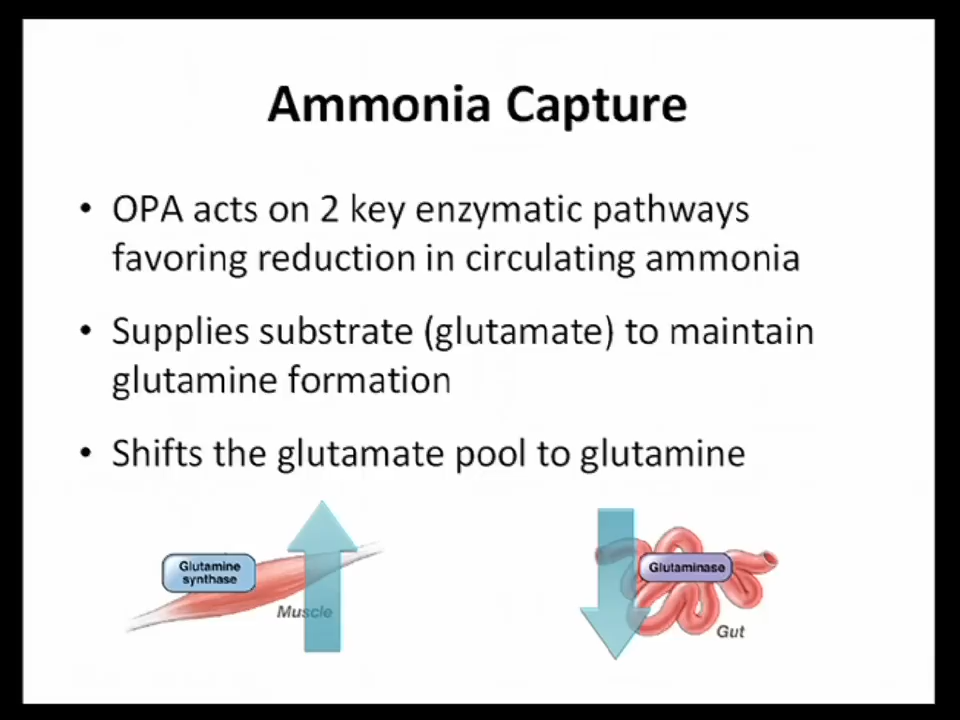 Ammonia Capture
• OPA acts on 2 key enzymatic pathways
favoring reduction in circulating ammonia
• Supplies substrate (glutamate) to maintain
glutamine formation
• Shifts the glutamate pool to glutamine
Glutamine
synthase
Muscle
Glutaminase
Gut